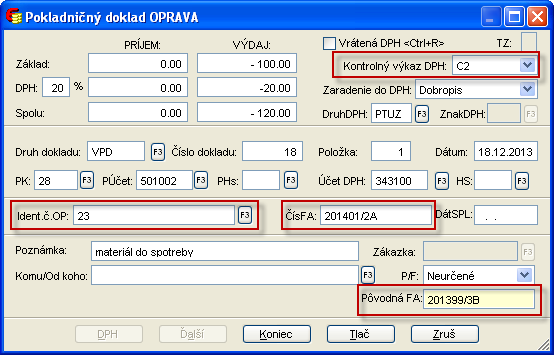 Pokladničný doklad OPRAVA
PRÍJEM: VÝDAJ: Vrátená DPH <Ctrl+R> TZ:
Základ: 0.00 - 100.00 Kontrolný výkaz DPH: C2
DPH: 20 % 0.00 -20.00 Zaradenie do DPH: Dobropis
Spolu: 0.00 - 120.00 DruhDPH: PTUZ F3 ZnakDPH: F3
Druh dokladu: VPD F3 Číslo dokladu: 18 Položka: 1 Dátum: 18.12.2013
PK: 28 F3 PÚčet: 501002 F3 PHs: F3 Účet DPH: 343100 F3 HS: F3
Ident.č.OP: 23 F3 ČísFA: 201401/2A DátSPL: . .
Poznámka: materiál do spotreby Zákazka: F3
Komu/Od koho: F3 P/F: Neurčené
Pôvodná FA: 201399/3B
DPH Ďalší Koniec Tlač Zruš